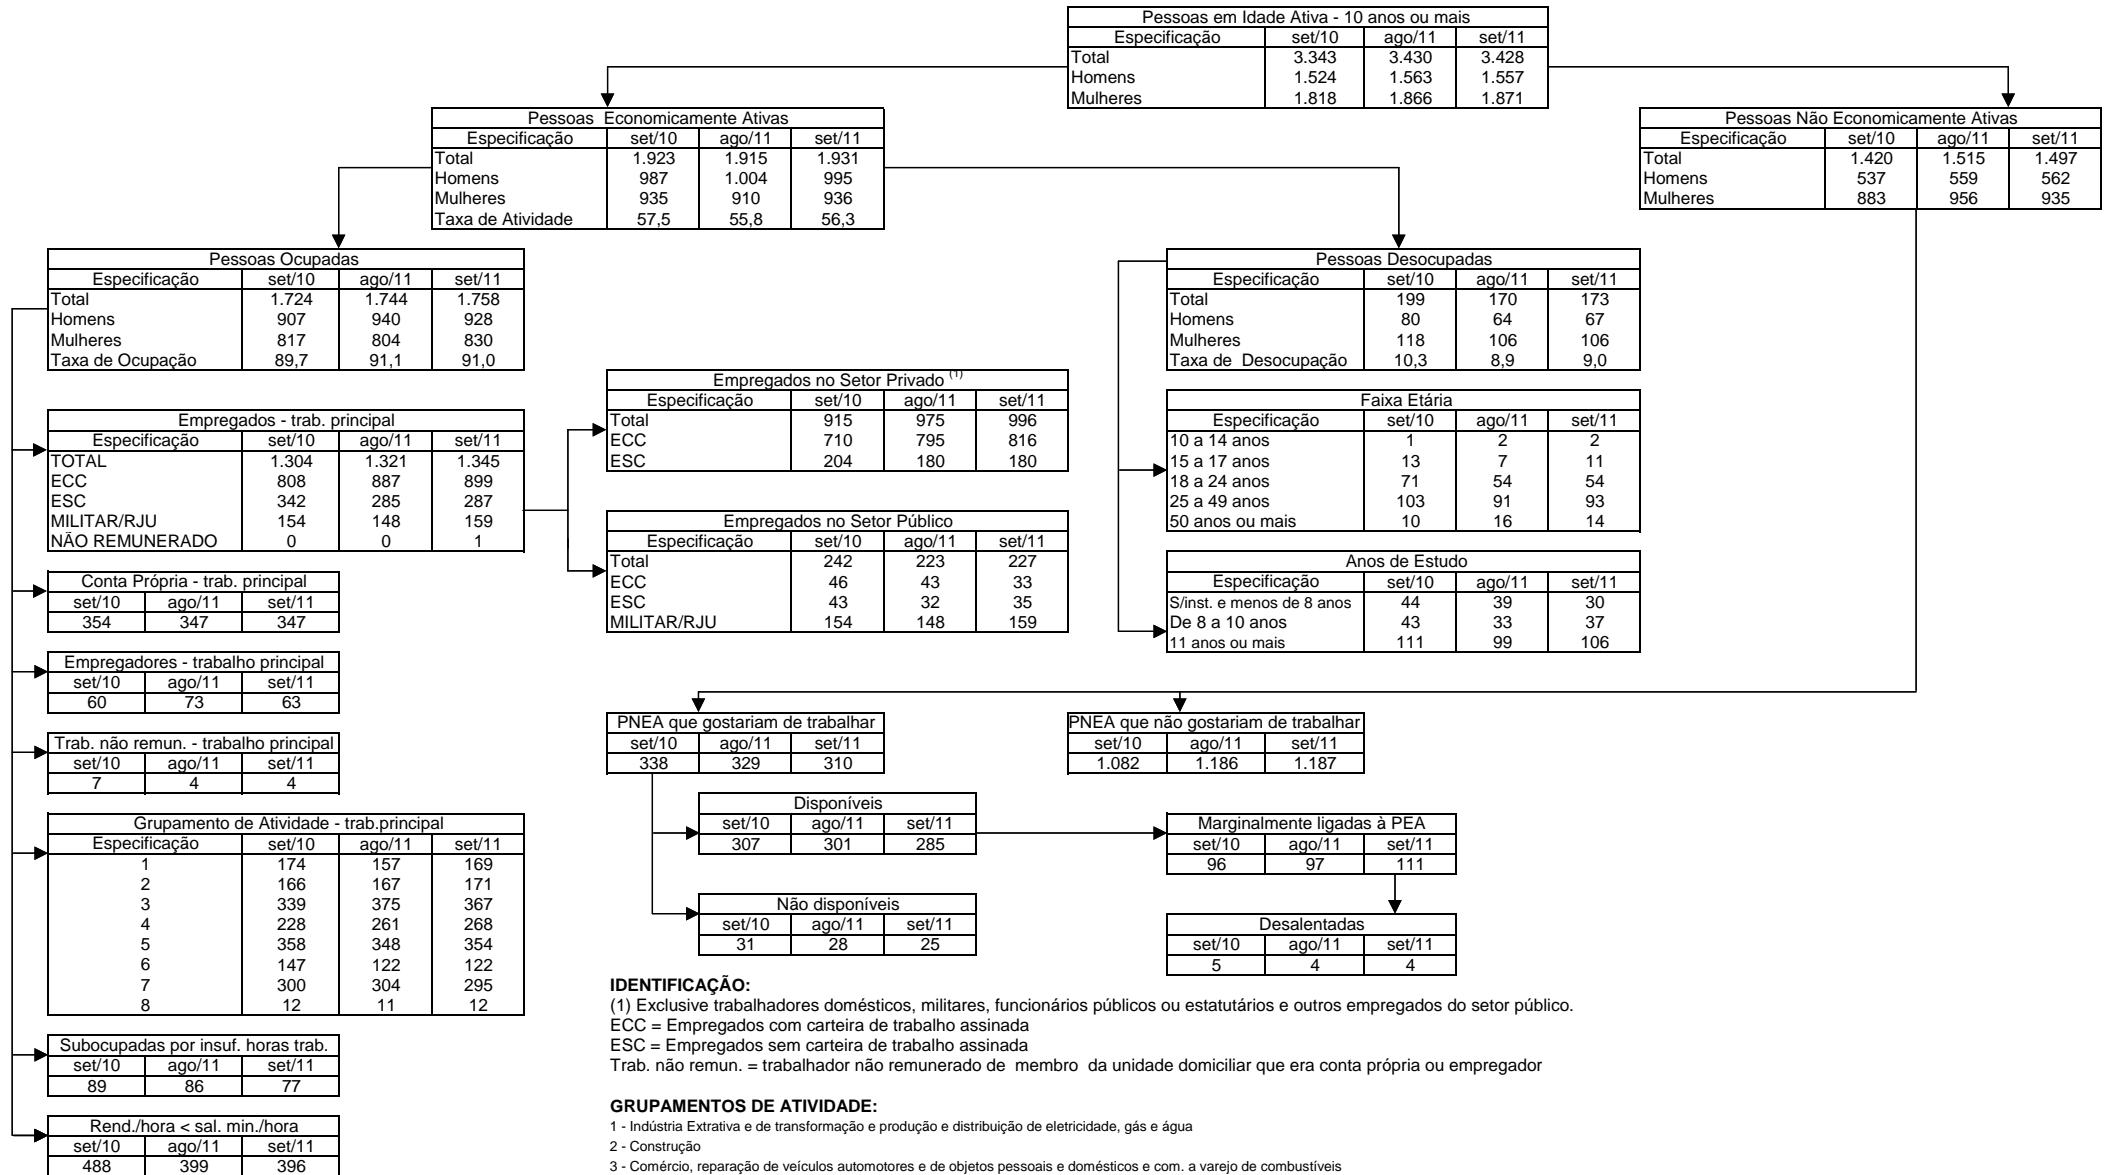 Pessoas em Idade Ativa - 10 anos ou mais
Especificação set/10 ago/11 set/11
Total 3.343 3.430 3.428
Homens 1.524 1.563 1.557
Mulheres 1.818 1.866 1.871
Pessoas Economicamente Ativas
Especificação set/10 ago/11 set/11
Total 1.923 1.915 1.931
Homens 987 1.004 995
Mulheres 935 910 936
Taxa de Atividade 57,5 55,8 56,3
Pessoas Não Economicamente Ativas
Especificação set/10 ago/11 set/11
Total 1.420 1.515 1.497
Homens 537 559 562
Mulheres 883 956 935
Pessoas Ocupadas
Especificação set/10 ago/11 set/11
Total 1.724 1.744 1.758
Homens 907 940 928
Mulheres 817 804 830
Taxa de Ocupação 89,7 91,1 91,0
Pessoas Desocupadas
Especificação set/10 ago/11 set/11
Total 199 170 173
Homens 80 64 67
Mulheres 118 106 106
Taxa de Desocupação 10,3 8,9 9,0
Empregados - trab. principal
Especificação set/10 ago/11 set/11
TOTAL 1.304 1.321 1.345
ECC 808 887 899
ESC 342 285 287
MILITAR/RJU 154 148 159
NÃO REMUNERADO 0 0 1
Empregados no Setor Privado (1)
Especificação set/10 ago/11 set/11
Total 915 975 996
ECC 710 795 816
ESC 204 180 180
Empregados no Setor Público
Especificação set/10 ago/11 set/11
Total 242 223 227
ECC 46 43 33
ESC 43 32 35
MILITAR/RJU 154 148 159
Faixa Etária
Especificação set/10 ago/11 set/11
10 a 14 anos 1 2 2
15 a 17 anos 13 7 11
18 a 24 anos 71 54 54
25 a 49 anos 103 91 93
50 anos ou mais 10 16 14
Anos de Estudo
Especificação set/10 ago/11 set/11
S/inst. e menos de 8 anos 44 39 30
De 8 a 10 anos 43 33 37
11 anos ou mais 111 99 106
Conta Própria - trab. principal
set/10 ago/11 set/11
354 347 347
Empregadores - trabalho principal
set/10 ago/11 set/11
60 73 63
Trab. não remun. - trabalho principal
set/10 ago/11 set/11
7 4 4
PNEA que gostariam de trabalhar
set/10 ago/11 set/11
338 329 310
PNEA que não gostariam de trabalhar
set/10 ago/11 set/11
1.082 1.186 1.187
Grupamento de Atividade - trab.principal
Especificação set/10 ago/11 set/11
1 174 157 169
2 166 167 171
3 339 375 367
4 228 261 268
5 358 348 354
6 147 122 122
7 300 304 295
8 12 11 12
Disponíveis
set/10 ago/11 set/11
307 301 285
Marginalmente ligadas à PEA
set/10 ago/11 set/11
96 97 111
Não disponíveis
set/10 ago/11 set/11
31 28 25
Desalentadas
set/10 ago/11 set/11
5 4 4
Subocupadas por insuf. horas trab.
set/10 ago/11 set/11
89 86 77
Rend./hora < sal. min./hora
set/10 ago/11 set/11
488 399 396
IDENTIFICAÇÃO:
(1) Exclusive trabalhadores domésticos, militares, funcionários públicos ou estatutários e outros empregados do setor público.
ECC = Empregados com carteira de trabalho assinada
ESC = Empregados sem carteira de trabalho assinada
Trab. não remun. = trabalhador não remunerado de membro da unidade domiciliar que era conta própria ou empregador
GRUPAMENTOS DE ATIVIDADE:
1 - Indústria Extrativa e de transformação e produção e distribuição de eletricidade, gás e água
2 - Construção
3 - Comércio, reparação de veículos automotores e de objetos pessoais e domésticos e com. a varejo de combustíveis